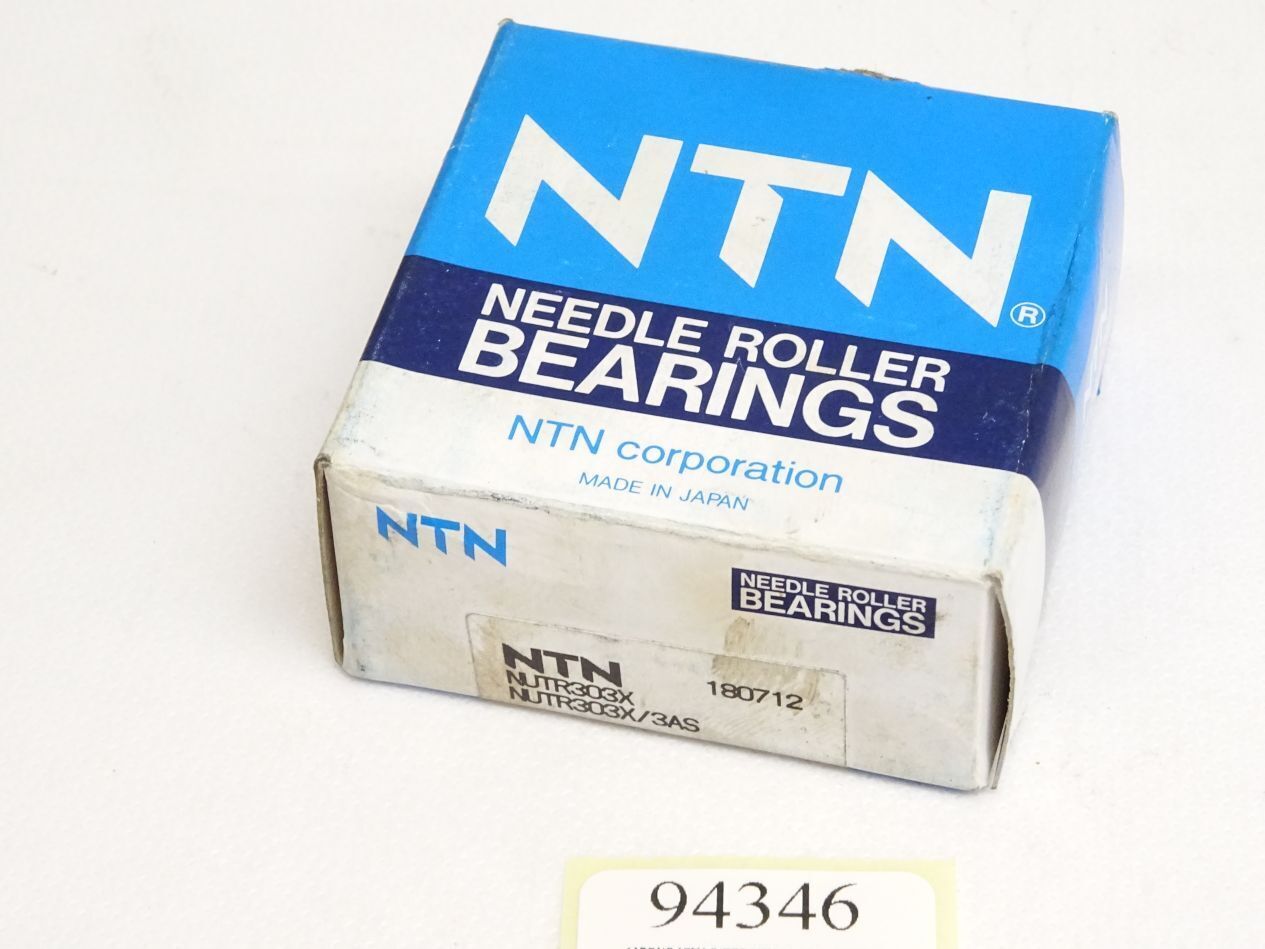 NTN®
NEEDLE ROLLER
BEARINGS
NTN corporation
MADE IN JAPAN
NTN
NEEDLE ROLLER
BEARINGS
NTN
NUTR303X 180712
NUTR303X/3AS
94346